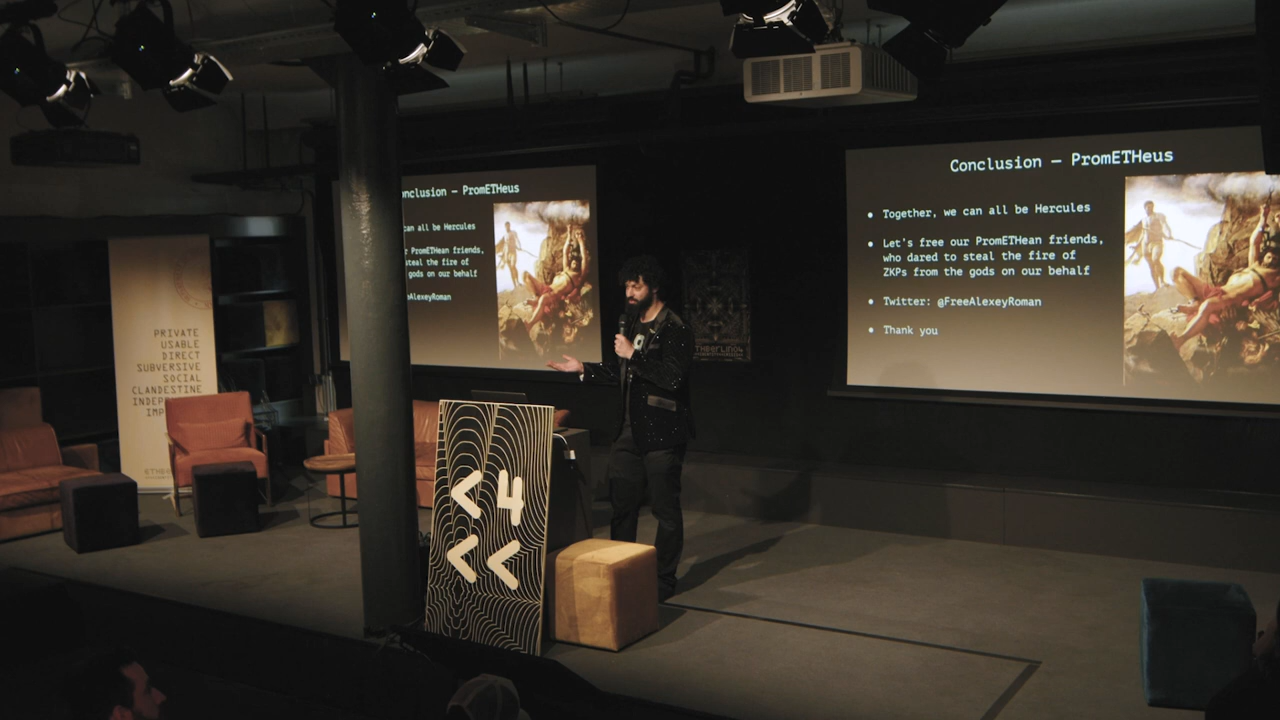 PRIVATE
USABLE
DIRECT
SUBVERSIVE
SOCIAL
CLANDESTINE
onclusion – PromETHeus
can all be Hercules
r PromETHean friends,
steal the fire of
gods on our behalf
eAlexeyRoman
<4
<<
Conclusion – PromETHeus
• Together, we can all be Hercules
• Let's free our PromETHean friends,
who dared to steal the fire of
ZKPs from the gods on our behalf
• Twitter: @FreeAlexeyRoman
• Thank you